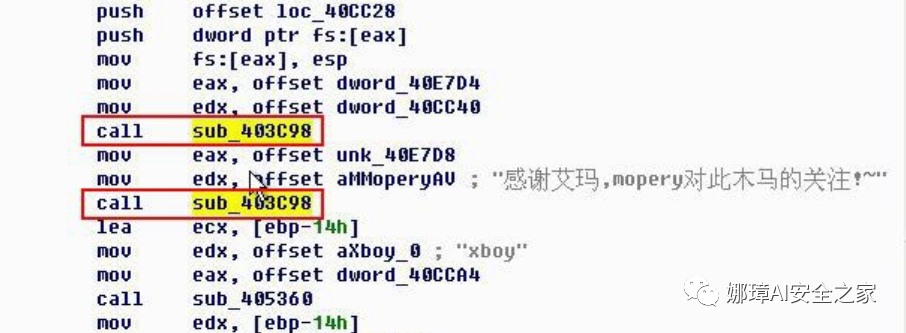 push offset loc_40CC28
push dword ptr fs:[eax]
mov fs:[eax], esp
mov eax, offset dword_40E7D4
mov edx, offset dword_40CC40
call sub_403C98
mov eax, offset unk_40E7D8
mov edx, offset aMMoperyAV ; "感谢艾玛,mopery对此木马的关注!~"
call sub_403C98
lea ecx, [ebp-14h]
mov edx, offset aXboy_0 ; "xboy"
mov eax, offset dword_40CCA4
call sub_405360
mov edx, [ebp-14h]
娜璋AI安全之家